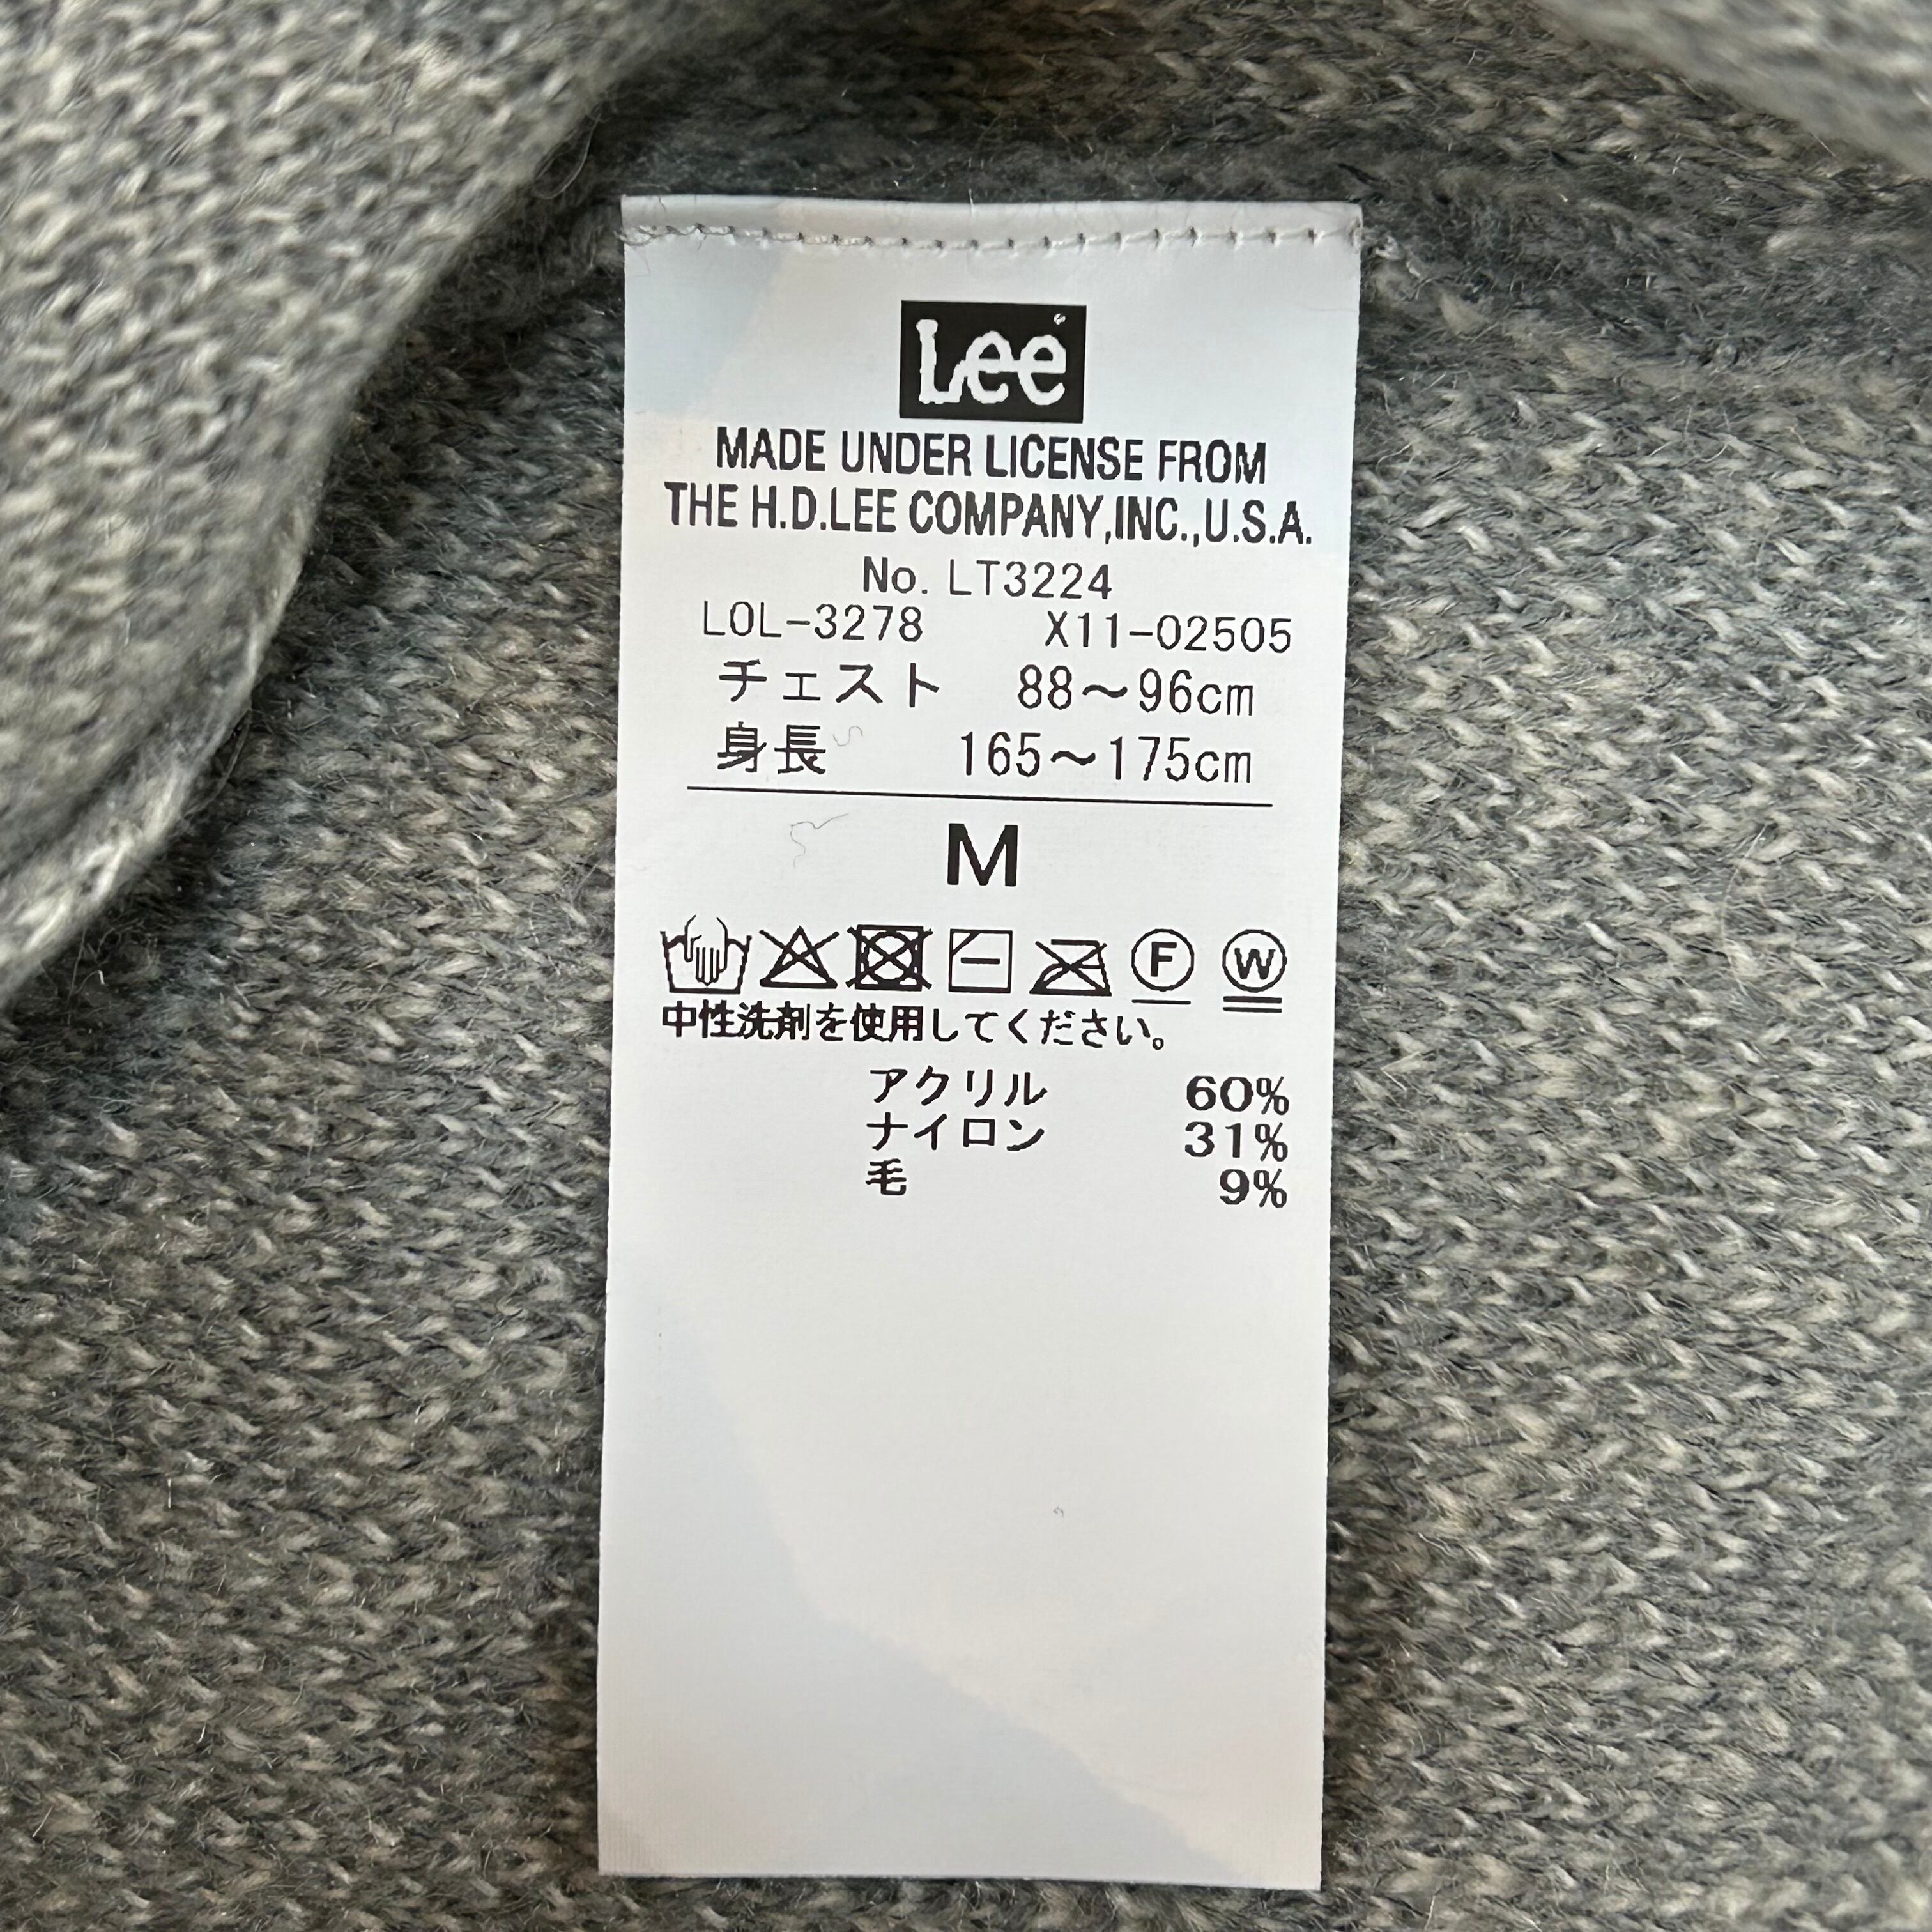 Lee
MADE UNDER LICENSE FROM
THE H.D.LEE COMPANY,INC.,U.S.A.
No. LT3224
LOL-3278 X11-02505
チェスト 88～96cm
身長 165～175cm
M
F W
中性洗剤を使用してください。
アクリル 60%
ナイロン 31%
毛 9%